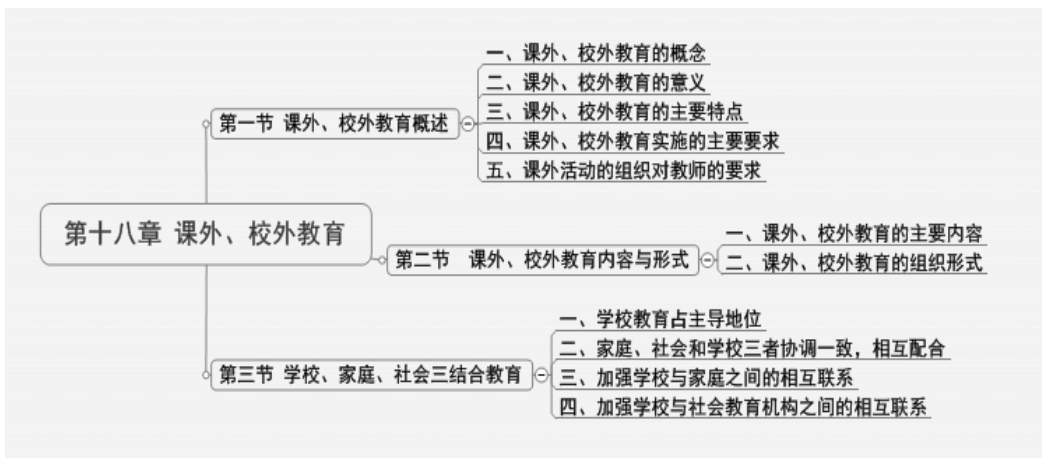 第十八章 课外、校外教育
第一节 课外、校外教育概述
一、课外、校外教育的概念
二、课外、校外教育的意义
三、课外、校外教育的主要特点
四、课外、校外教育实施的主要要求
五、课外活动的组织对教师的要求
第二节 课外、校外教育内容与形式
一、课外、校外教育的主要内容
二、课外、校外教育的组织形式
第三节 学校、家庭、社会三结合教育
一、学校教育占主导地位
二、家庭、社会和学校三者协调一致，相互配合
三、加强学校与家庭之间的相互联系
四、加强学校与社会教育机构之间的相互联系